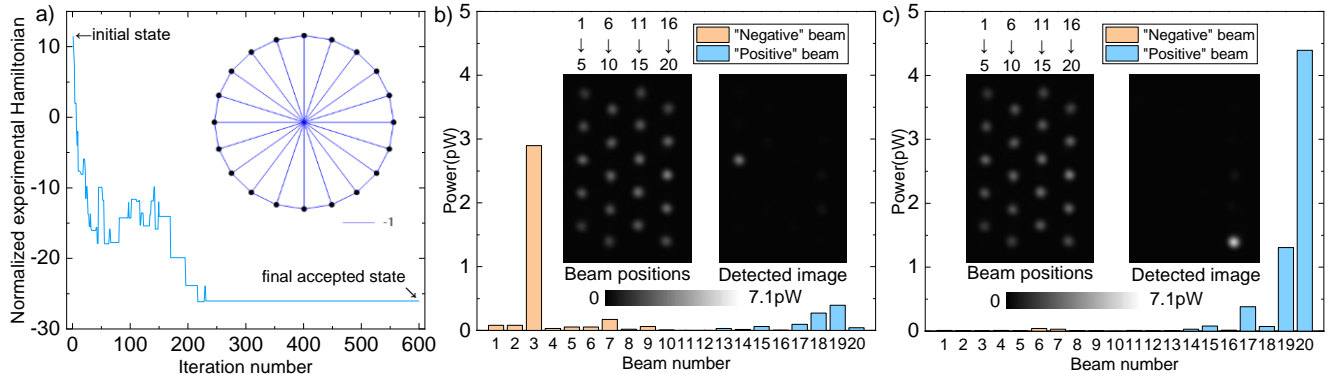 a)
Normalized experimental Hamiltonian
10
0
-10
-20
-30
←initial state
-1
final accepted state
0 100 200 300 400 500 600
Iteration number
b)
Power(pW)
5
4
3
2
1
0
1 6 11 16
↓ ↓ ↓ ↓
5 10 15 20
"Negative" beam
"Positive" beam
Beam positions
Detected image
0 7.1pW
1 2 3 4 5 6 7 8 9 10 11 12 13 14 15 16 17 18 19 20
Beam number
c)
Power(pW)
5
4
3
2
1
0
1 6 11 16
↓ ↓ ↓ ↓
5 10 15 20
"Negative" beam
"Positive" beam
Beam positions
Detected image
0 7.1pW
1 2 3 4 5 6 7 8 9 10 11 12 13 14 15 16 17 18 19 20
Beam number